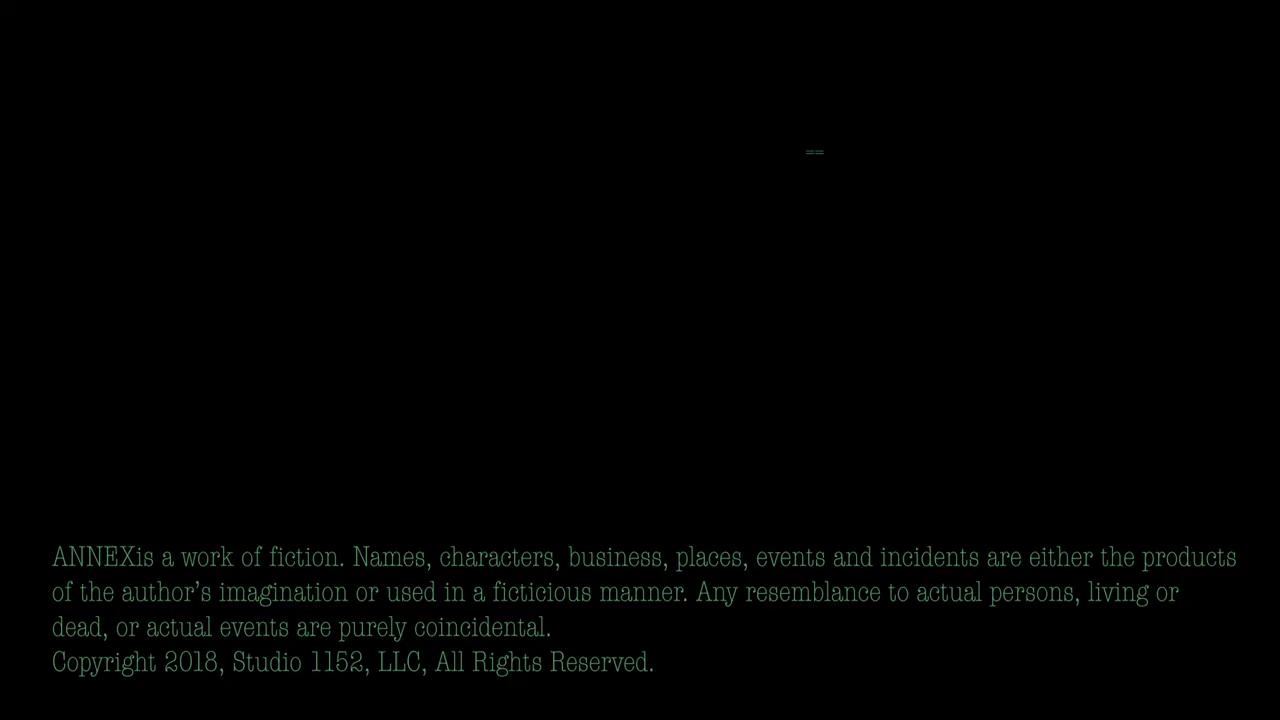 ==
ANNEXis a work of fiction. Names, characters, business, places, events and incidents are either the products
of the author's imagination or used in a ficticious manner. Any resemblance to actual persons, living or
dead, or actual events are purely coincidental.
Copyright 2018, Studio 1152, LLC, All Rights Reserved.